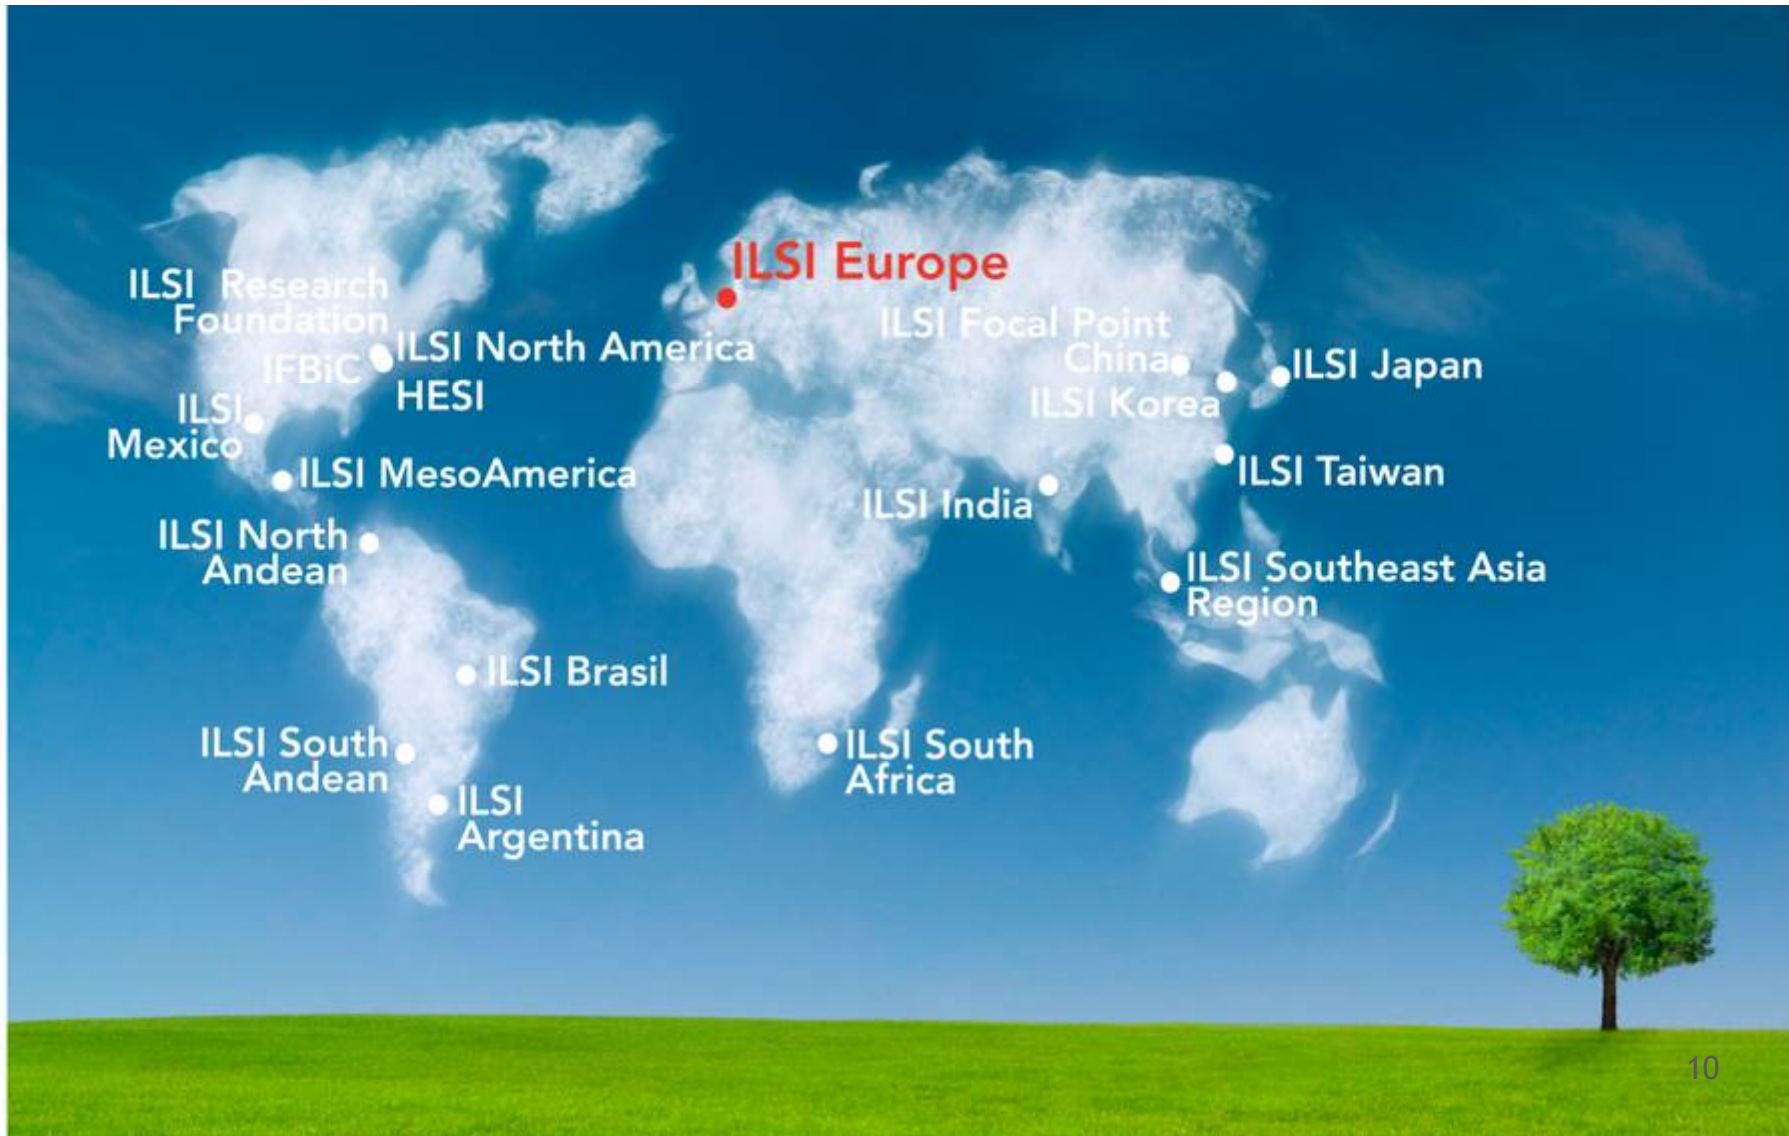 ILSI Europe
ILSI Research
Foundation
IFBiC
ILSI North America
HESI
ILSI Focal Point
China
ILSI Korea
ILSI Japan
ILSI
Mexico
ILSI MesoAmerica
ILSI India
ILSI Taiwan
ILSI North
Andean
ILSI Southeast Asia
Region
ILSI Brasil
ILSI South
Andean
ILSI South
Africa
ILSI
Argentina
10